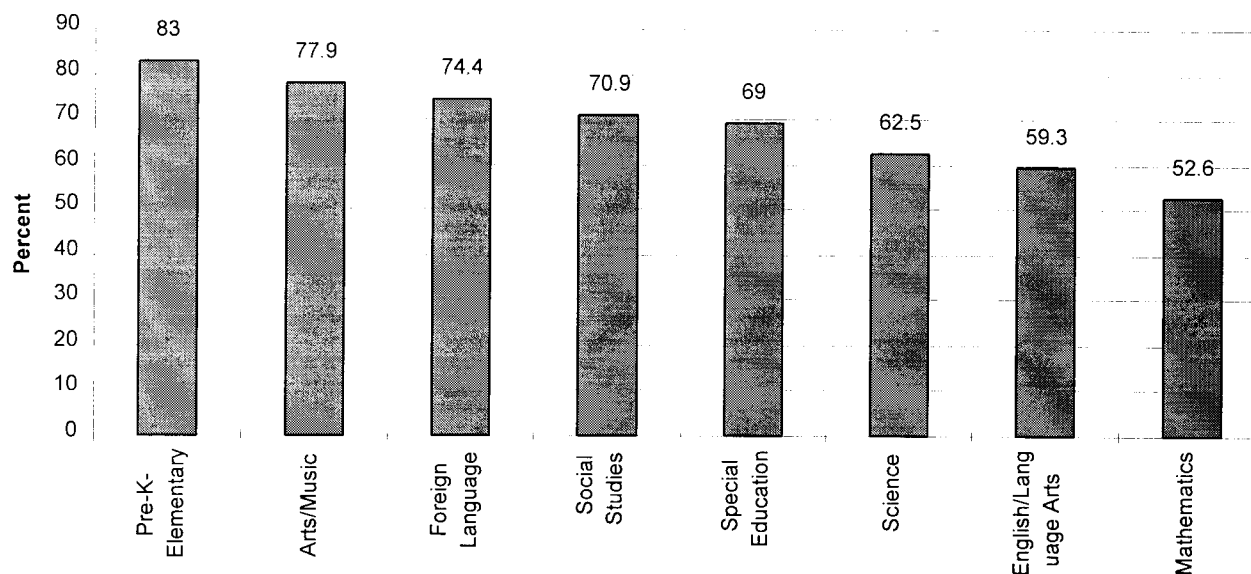 90
80
70
60
50
40
30
20
10
0
Percent
83
77.9
74.4
70.9
69
62.5
59.3
52.6
Pre-K-
Elementary
Arts/Music
Foreign
Language
Social
Studies
Special
Education
Science
English/Lang
uage Arts
Mathematics